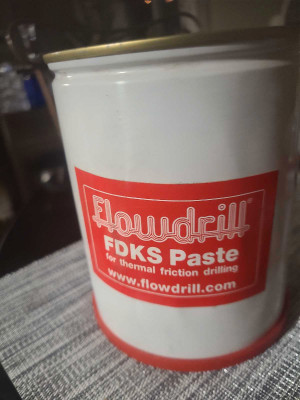 Flowdrill®
FDKS Paste
for thermal friction drilling
www.flowdrill.com